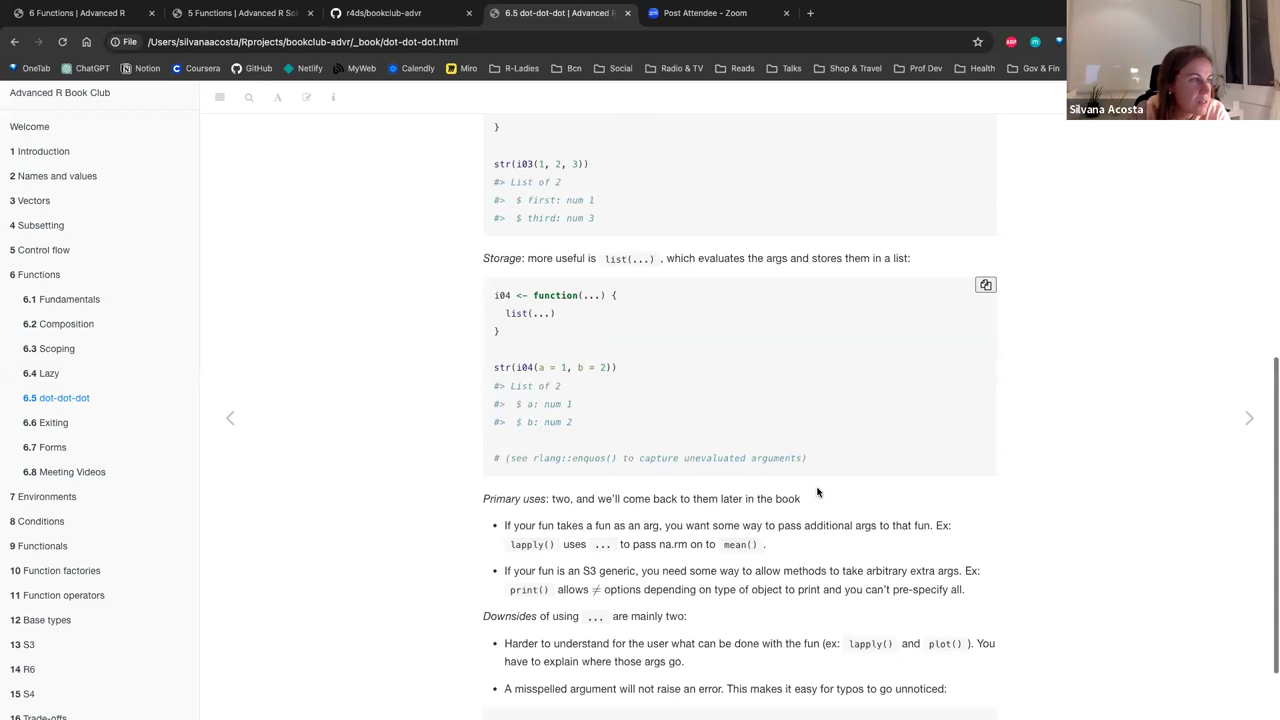 6 Functions | Advanced R
5 Functions | Advanced R Sol
r4ds/bookclub-advr
6.5 dot-dot-dot | Advanced R
Post Attendee - Zoom
File
/Users/silvanaacosta/Rprojects/bookclub-advr/_book/dot-dot-dot.html
OneTab
ChatGPT
Notion
Coursera
GitHub
Netlify
MyWeb
Calendly
Miro
R-Ladies
Bcn
Social
Radio & TV
Reads
Talks
Shop & Travel
Prof Dev
Health
Gov & Fin
Silvana Acosta
Advanced R Book Club
Welcome
1 Introduction
2 Names and values
3 Vectors
4 Subsetting
5 Control flow
6 Functions
6.1 Fundamentals
6.2 Composition
6.3 Scoping
6.4 Lazy
6.5 dot-dot-dot
6.6 Exiting
6.7 Forms
6.8 Meeting Videos
7 Environments
8 Conditions
9 Functionals
10 Function factories
11 Function operators
12 Base types
13 S3
14 R6
15 S4
16 Trade-offs
}
str(i03(1, 2, 3))
#> List of 2
#>  $ first: num 1
#>  $ third: num 3
Storage: more useful is list(...) , which evaluates the args and stores them in a list:
i04 <- function(...) {
  list(...)
}
str(i04(a = 1, b = 2))
#> List of 2
#>  $ a: num 1
#>  $ b: num 2
# (see rlang::enquos() to capture unevaluated arguments)
Primary uses: two, and we'll come back to them later in the book
• If your fun takes a fun as an arg, you want some way to pass additional args to that fun. Ex:
lapply() uses ... to pass na.rm on to mean() .
• If your fun is an S3 generic, you need some way to allow methods to take arbitrary extra args. Ex:
print() allows ≠ options depending on type of object to print and you can't pre-specify all.
Downsides of using ... are mainly two:
• Harder to understand for the user what can be done with the fun (ex: lapply() and plot() ). You
have to explain where those args go.
• A misspelled argument will not raise an error. This makes it easy for typos to go unnoticed: